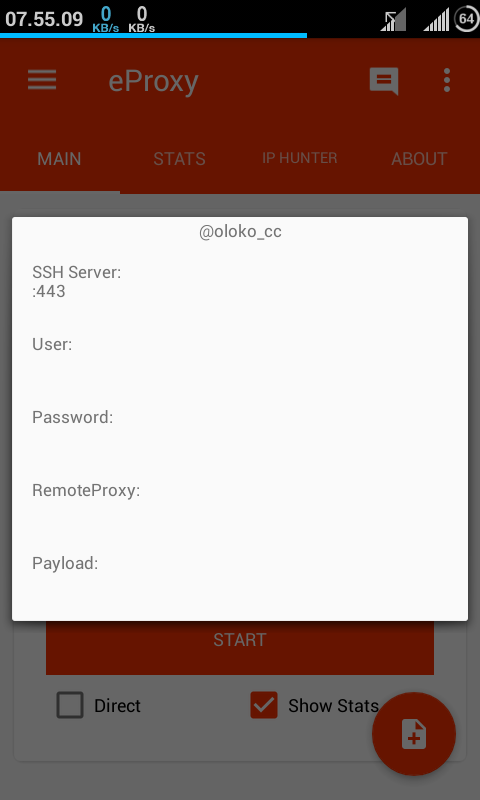 07.55.09 0 KB/s 0 KB/s 64
eProxy
MAIN STATS IP HUNTER ABOUT
@oloko_cc
SSH Server:
:443
User:
Password:
RemoteProxy:
Payload:
START
Direct Show Stats